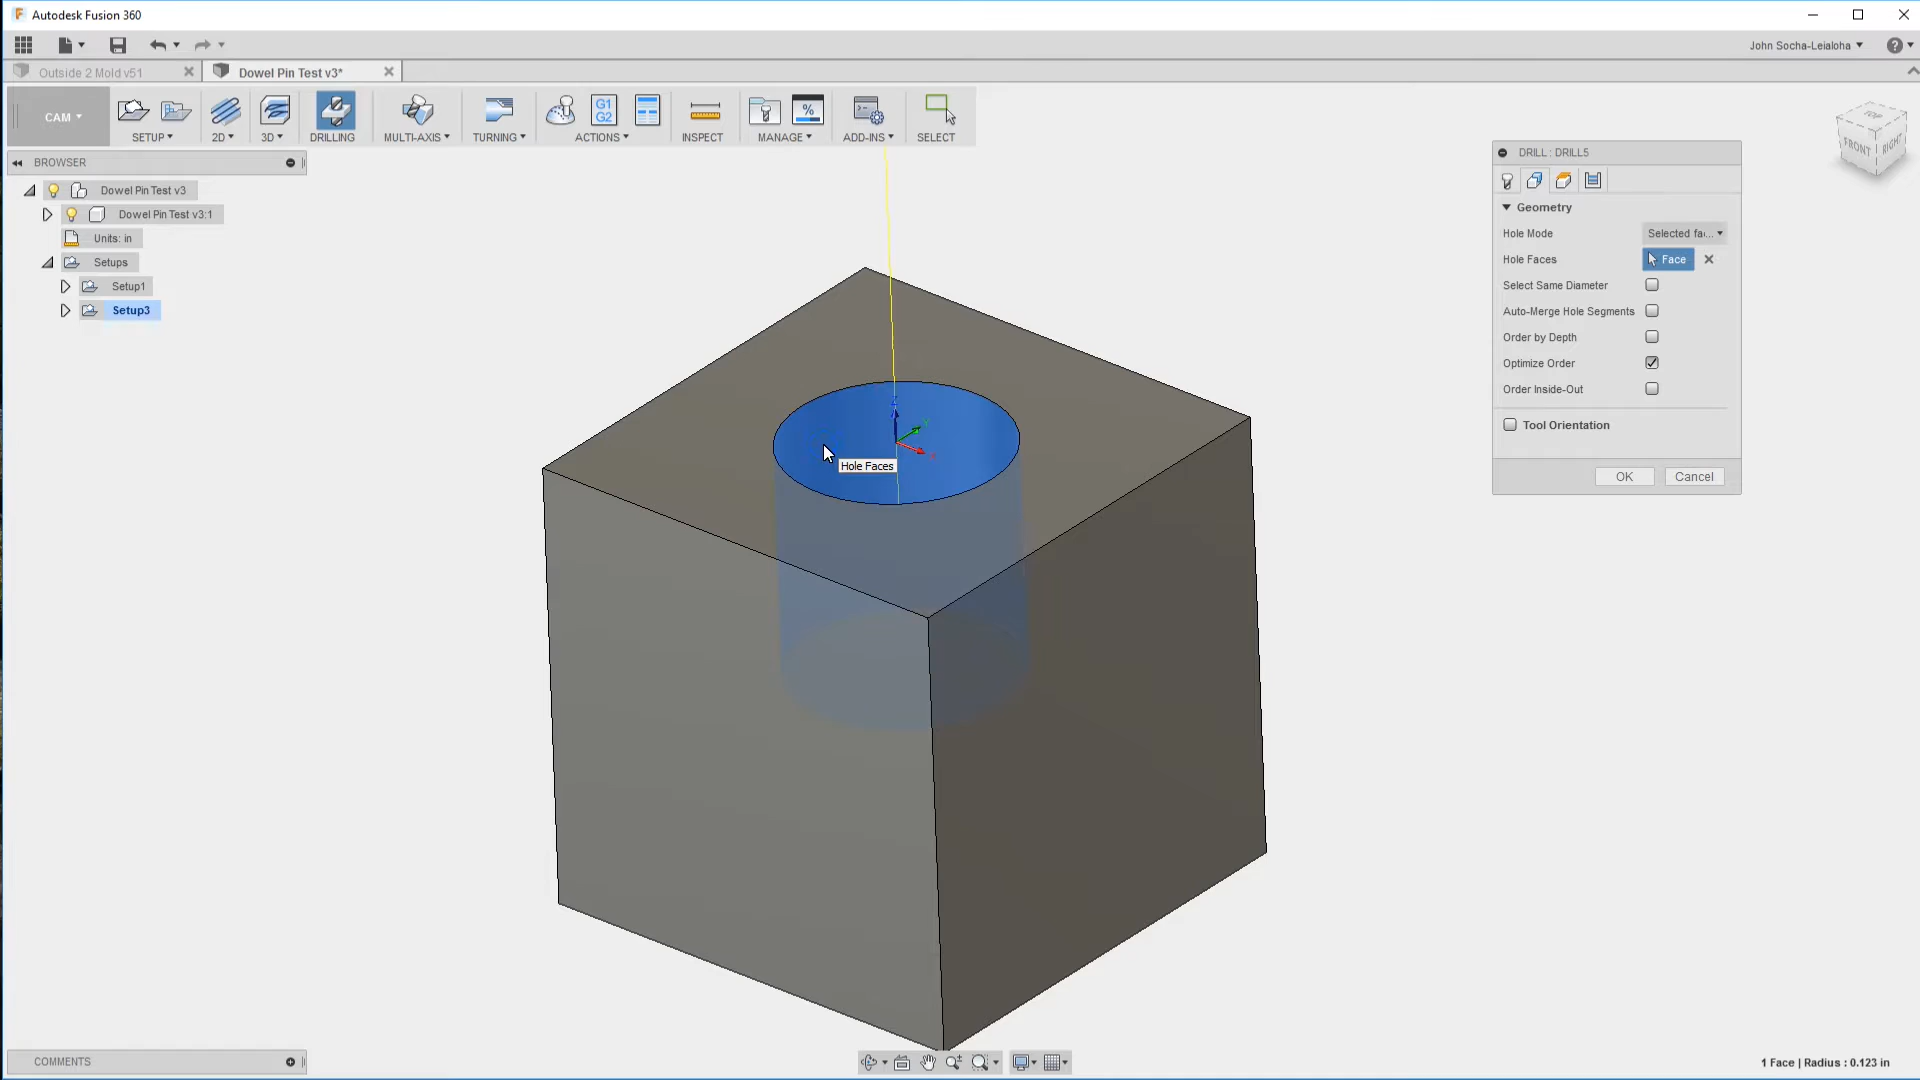 Autodesk Fusion 360
John Socha-Leialoha
Outside 2 Mold v51
Dowel Pin Test v3*
CAM
SETUP
2D
3D
DRILLING
MULTI-AXIS
TURNING
G1
G2
ACTIONS
INSPECT
%
MANAGE
ADD-INS
SELECT
BROWSER
Dowel Pin Test v3
Dowel Pin Test v3:1
Units: in
Setups
Setup1
Setup3
TOP
FRONT
RIGHT
DRILL : DRILL5
Geometry
Hole Mode
Selected fa...
Hole Faces
Face
Select Same Diameter
Auto-Merge Hole Segments
Order by Depth
Optimize Order
Order Inside-Out
Tool Orientation
OK
Cancel
Hole Faces
COMMENTS
1 Face | Radius : 0.123 in